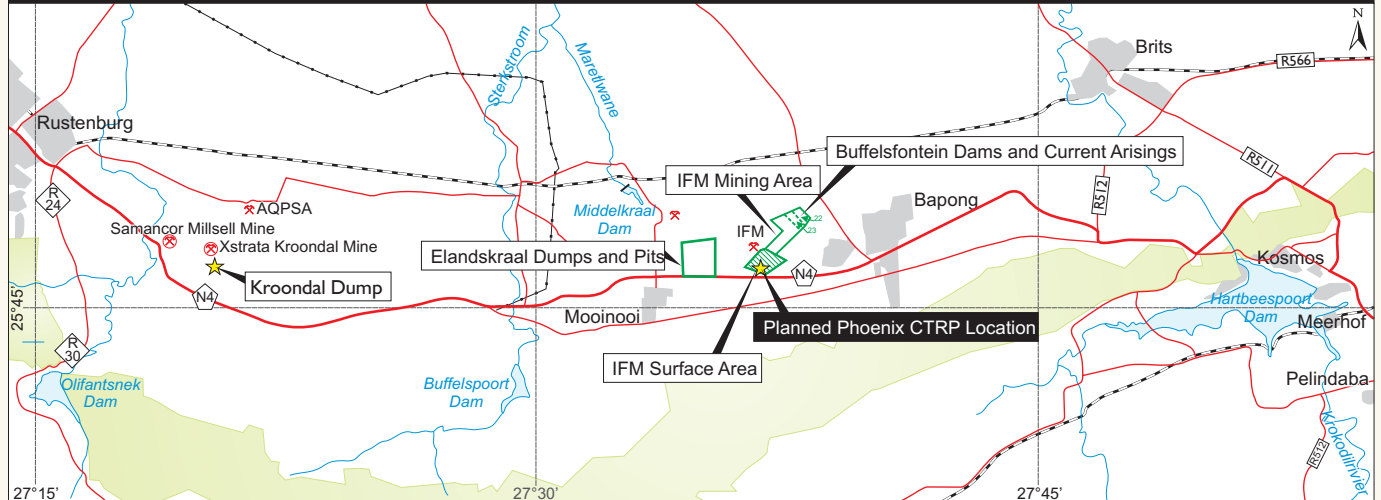 N
Brits
R566
Sterkstroom
Maretlwane
Rustenburg
Buffelsfontein Dams and Current Arisings
R511
IFM Mining Area
R512
R
24
AQPSA
Middelkraal
Dam
Bapong
L22
L23
Samancor Millsell Mine
IFM
Xstrata Kroondal Mine
Elandskraal Dumps and Pits
Kosmos
N4
Kroondal Dump
N4
25°45'
Hartbeespoort
Dam
Mooinooi
Meerhof
Planned Phoenix CTRP Location
R
30
IFM Surface Area
Olifantsnek
Dam
Buffelspoort
Dam
Pelindaba
Krokodilrivier
R512
27°15'
27°30'
27°45'